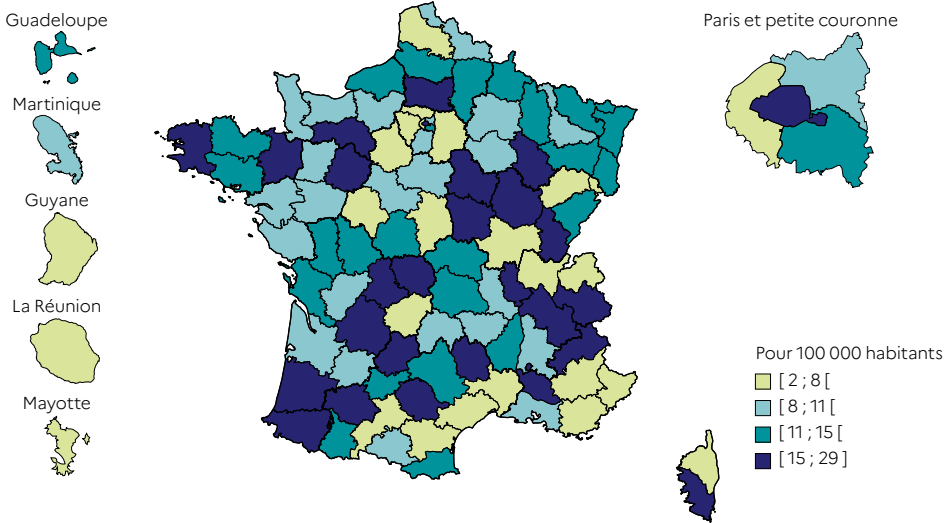 Guadeloupe
Martinique
Guyane
La Réunion
Mayotte
Paris et petite couronne
Pour 100 000 habitants
[ 2 ; 8 [
[ 8 ; 11 [
[ 11 ; 15 [
[ 15 ; 29 ]